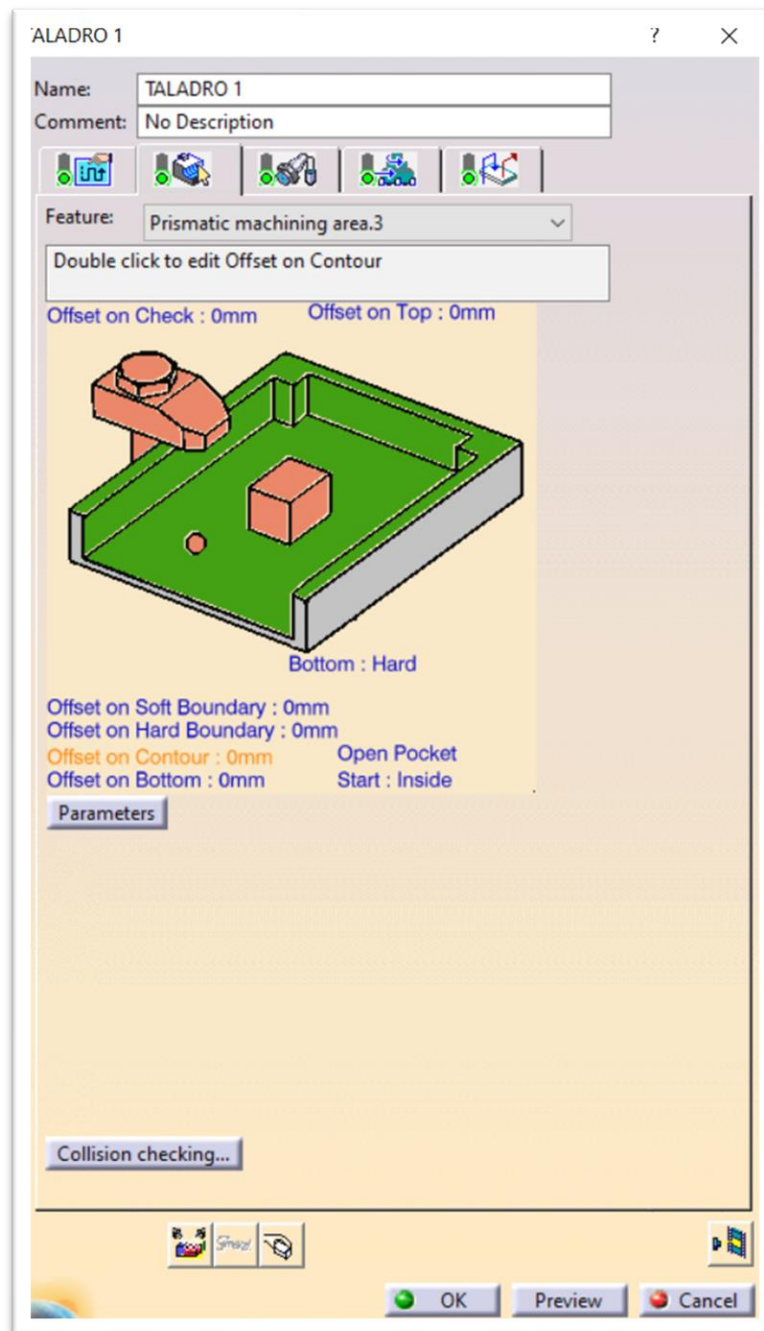 ALADRO 1 ?
Name: TALADRO 1
Comment: No Description
Feature: Prismatic machining area.3
Double click to edit Offset on Contour
Offset on Check : 0mm Offset on Top : 0mm
Bottom : Hard
Offset on Soft Boundary : 0mm
Offset on Hard Boundary : 0mm
Offset on Contour : 0mm Open Pocket
Offset on Bottom : 0mm Start : Inside
Parameters
Collision checking...
OK Preview Cancel